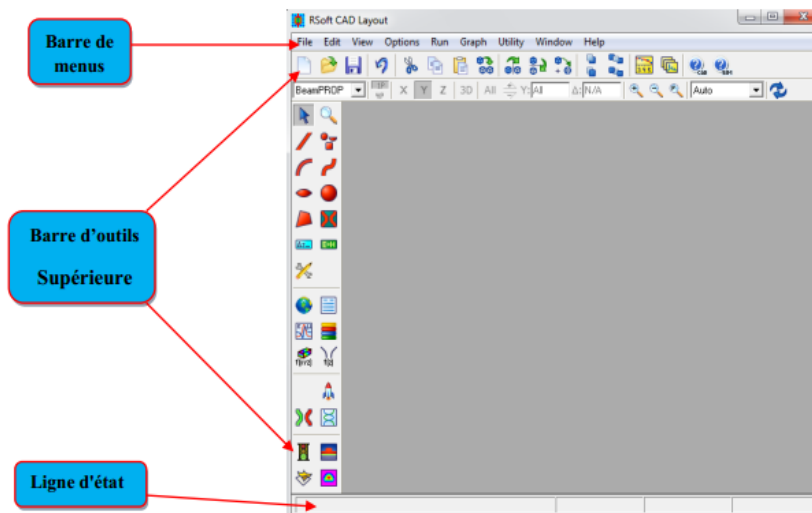 RSoft CAD Layout
Barre de
menus
File Edit View Options Run Graph Utility Window Help
BeamPROP X Y Z 3D All Y: All Δ: N/A Auto
Barre d'outils
Supérieure
Ligne d'état